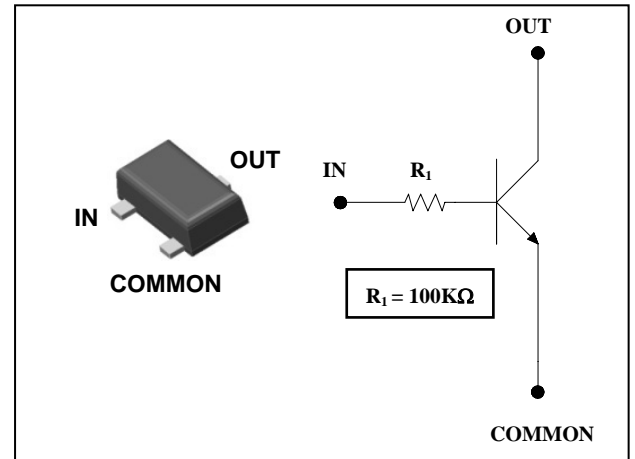 OUT
OUT
IN
R₁
IN
COMMON
R₁ = 100KΩ
COMMON